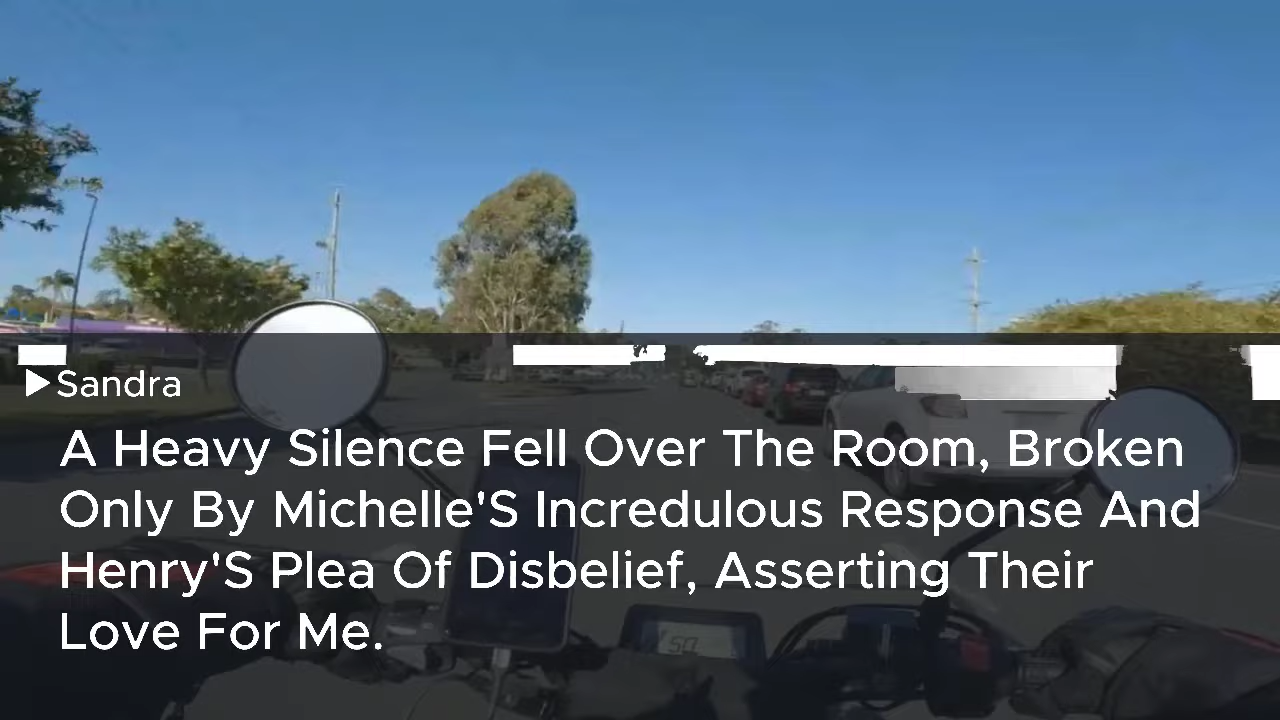 Sandra
A Heavy Silence Fell Over The Room, Broken
Only By Michelle'S Incredulous Response And
Henry'S Plea Of Disbelief, Asserting Their
Love For Me.
50